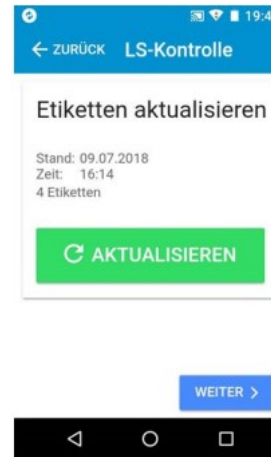 19:4
ZURÜCK LS-Kontrolle
Etiketten aktualisieren
Stand: 09.07.2018
Zeit: 16:14
4 Etiketten
AKTUALISIEREN
WEITER